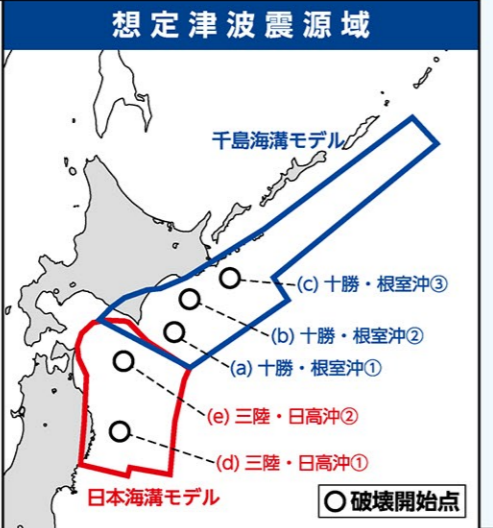 想定津波震源域
千島海溝モデル
(c) 十勝・根室沖③
(b) 十勝・根室沖②
(a) 十勝・根室沖①
(e) 三陸・日高沖②
(d) 三陸・日高沖①
日本海溝モデル
○破壊開始点